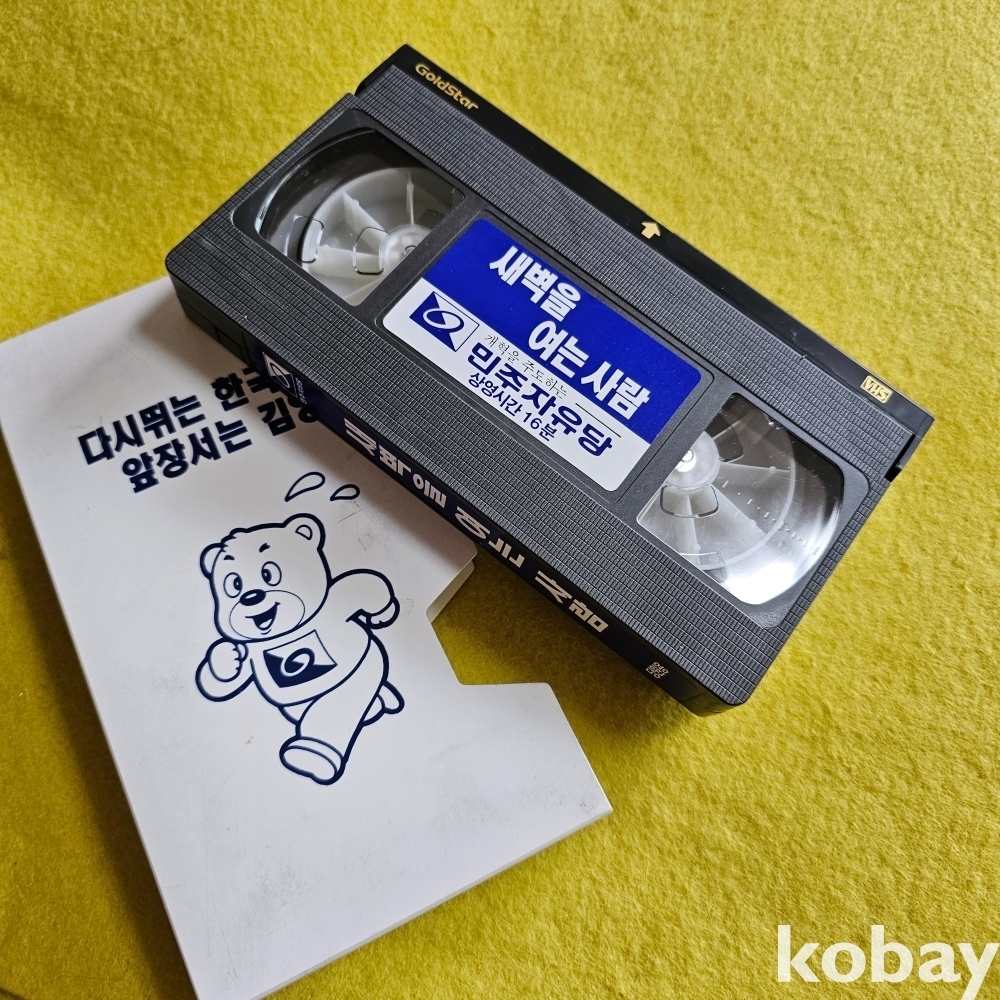 GoldStar
VHS
새벽을
여는 사람
개혁을 주도하는
민주자유당
상영시간 16분
다시뛰는 한국
앞장서는 김
kobay